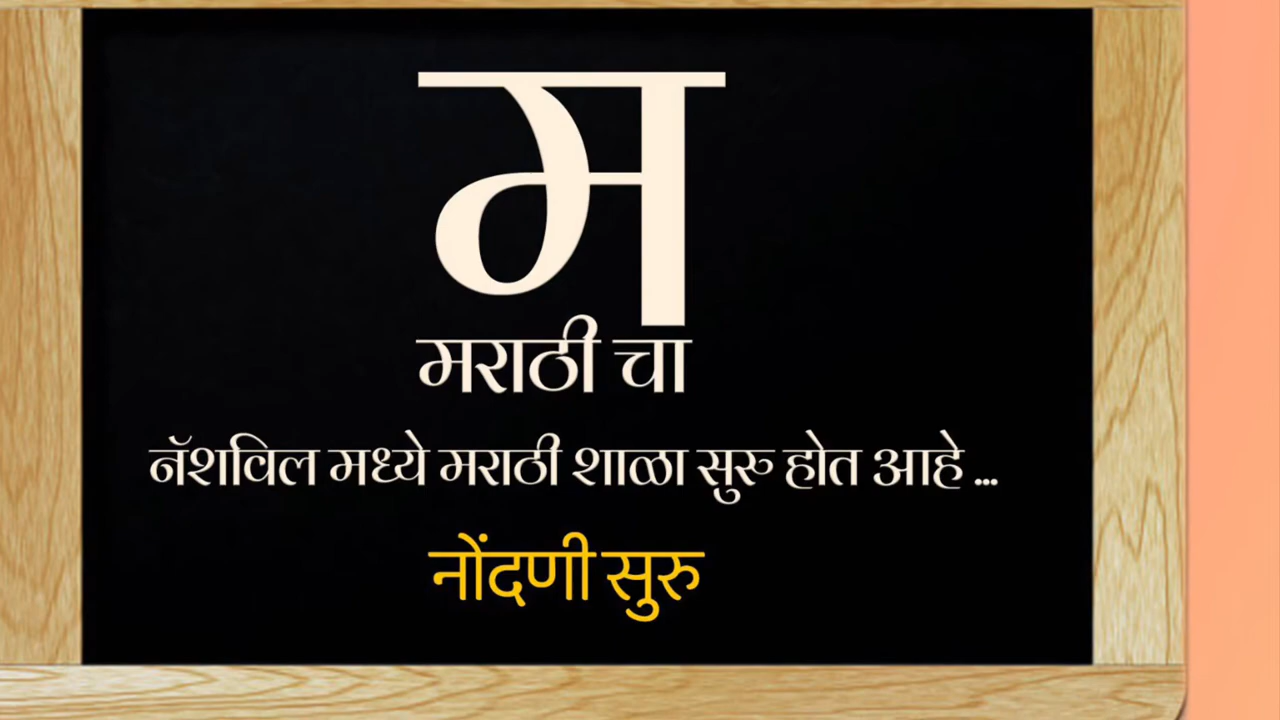 म
मराठी चा
नॅशविल मध्ये मराठी शाळा सुरु होत आहे ...
नोंदणी सुरु